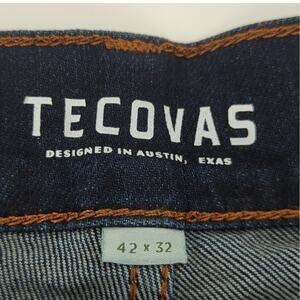 TECOVAS
DESIGNED IN AUSTIN, EXAS
42 x 32